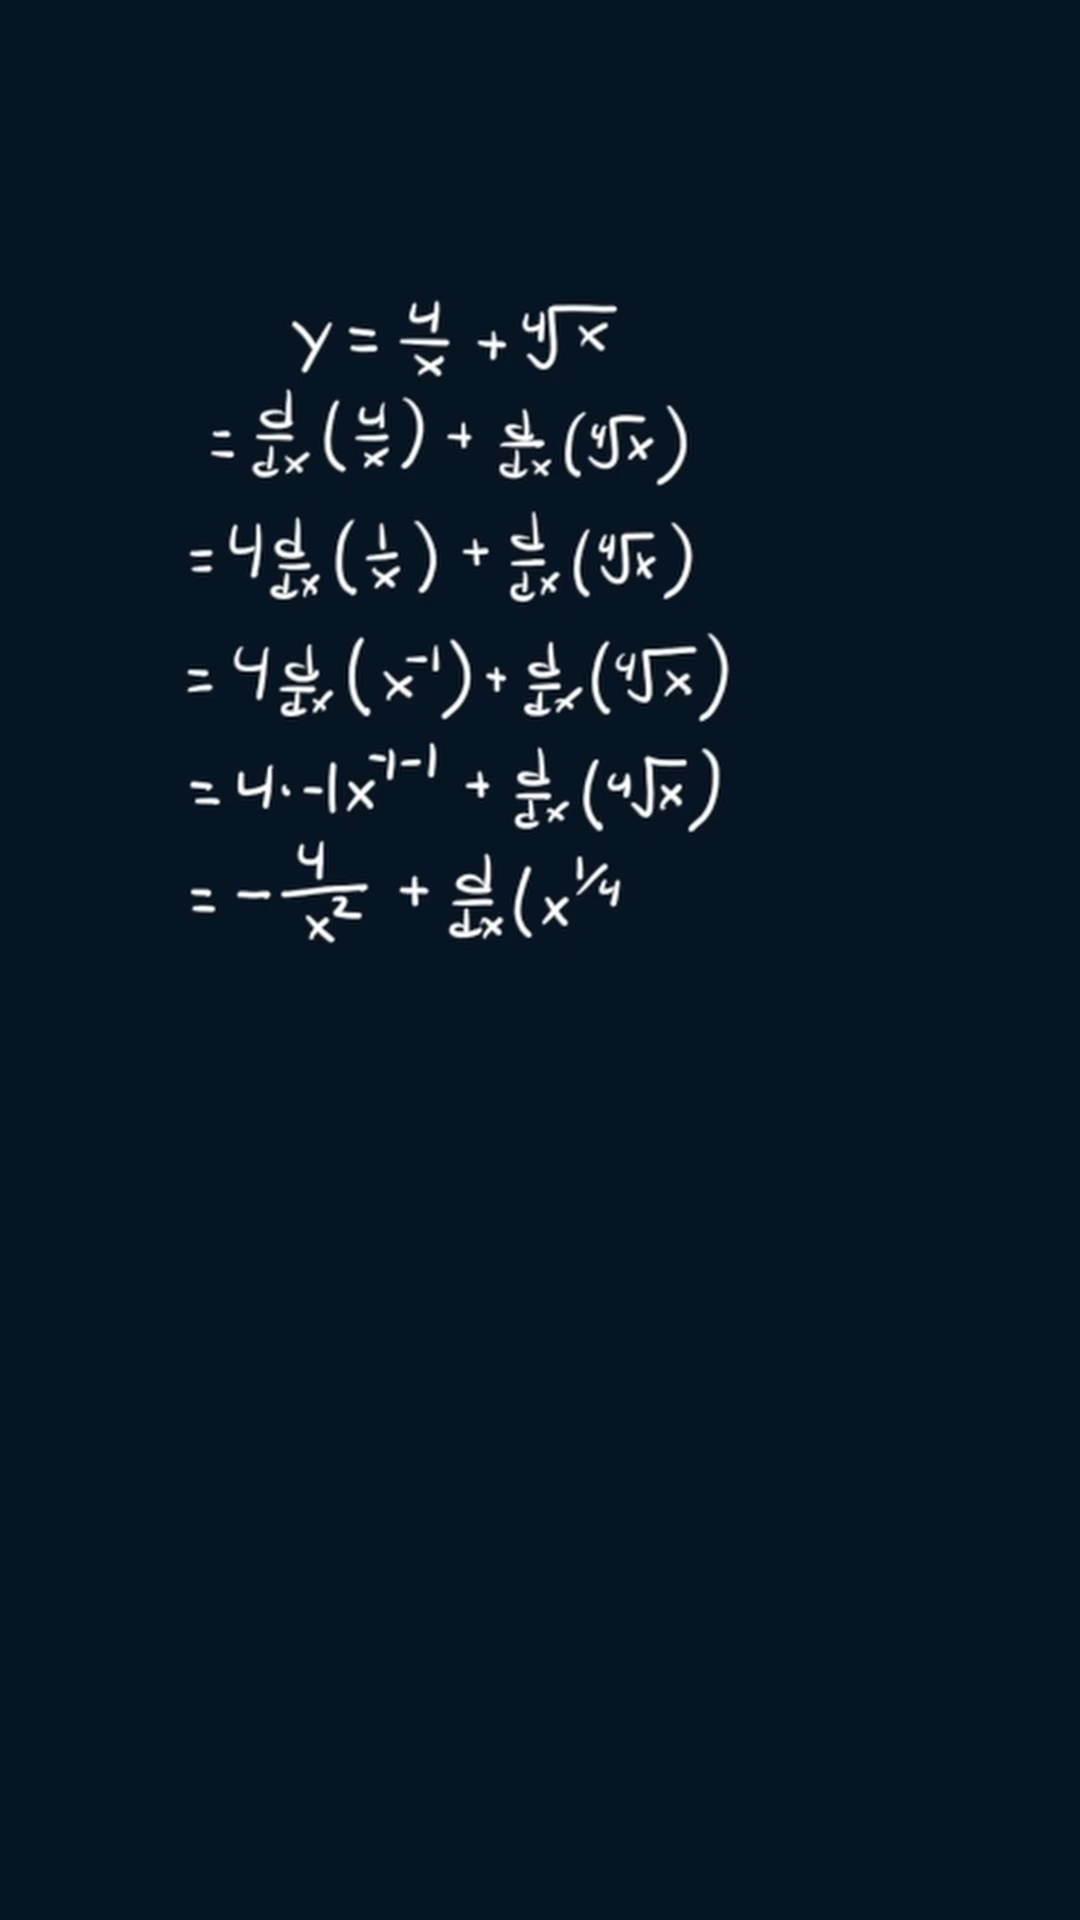 y = 4/x + ⁴√x
= d/dx (4/x) + d/dx (⁴√x)
= 4 d/dx (1/x) + d/dx (⁴√x)
= 4 d/dx (x⁻¹) + d/dx (⁴√x)
= 4 · -1x⁻¹⁻¹ + d/dx (⁴√x)
= - 4/x² + d/dx (x^1/4